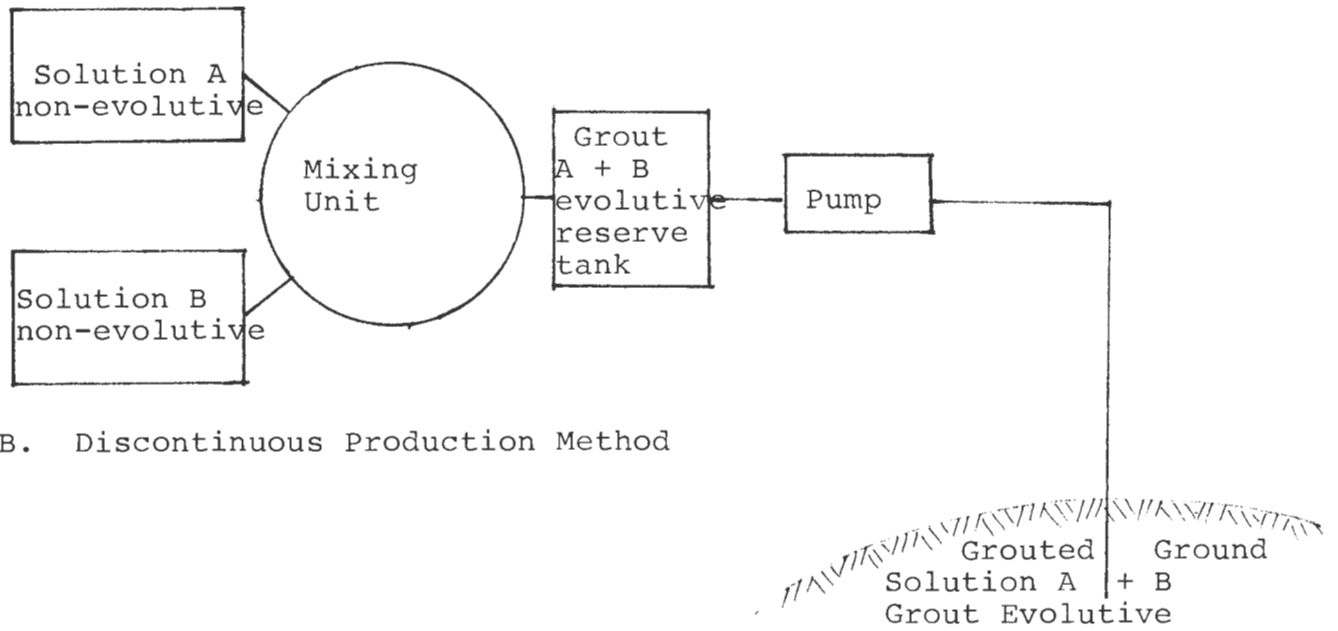 Solution A
non-evolutive
Mixing
Unit
Grout
A + B
evolutive
reserve
tank
Pump
Solution B
non-evolutive
B. Discontinuous Production Method
Grouted Ground
Solution A + B
Grout Evolutive